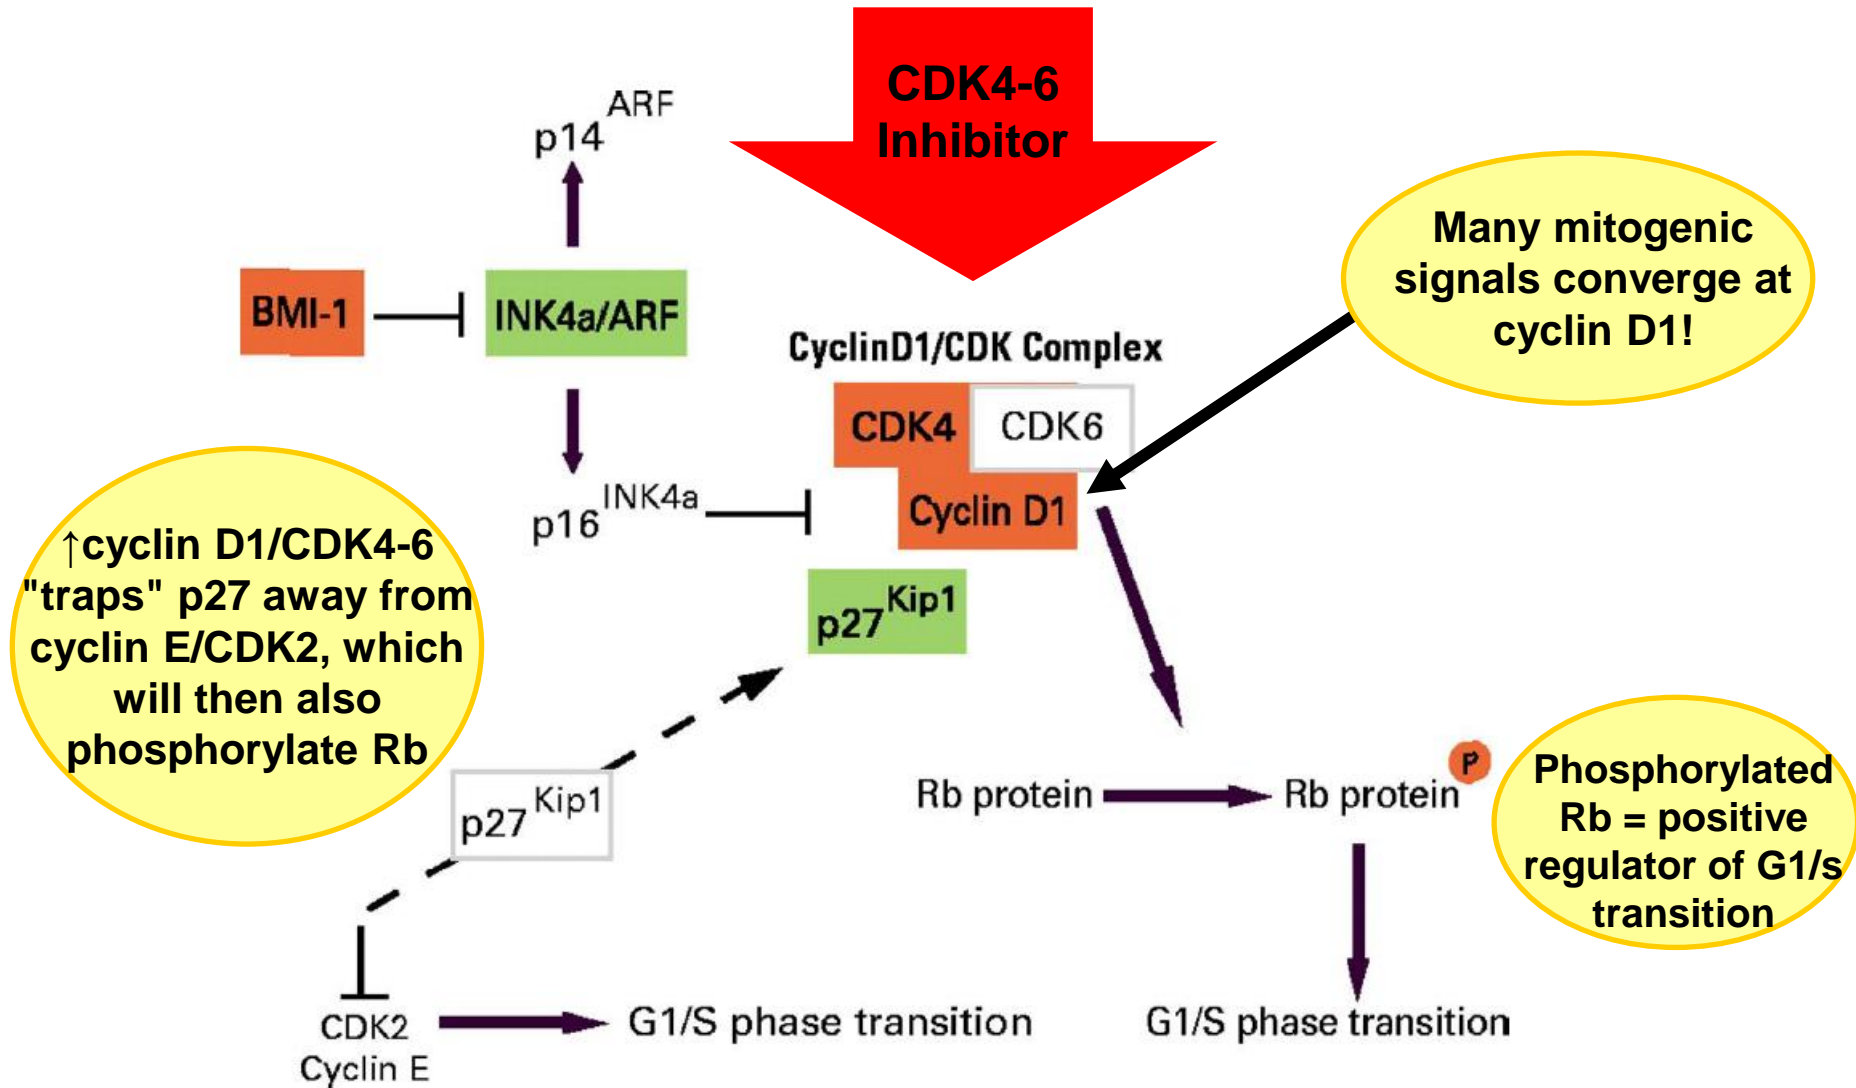 CDK4-6
Inhibitor
p14ARF
BMI-1
INK4a/ARF
Many mitogenic
signals converge at
cyclin D1!
CyclinD1/CDK Complex
CDK4
CDK6
Cyclin D1
p16INK4a
↑cyclin D1/CDK4-6
"traps" p27 away from
cyclin E/CDK2, which
will then also
phosphorylate Rb
p27Kip1
p27Kip1
Rb protein
Rb protein P
Phosphorylated
Rb = positive
regulator of G1/s
transition
CDK2
Cyclin E
G1/S phase transition
G1/S phase transition